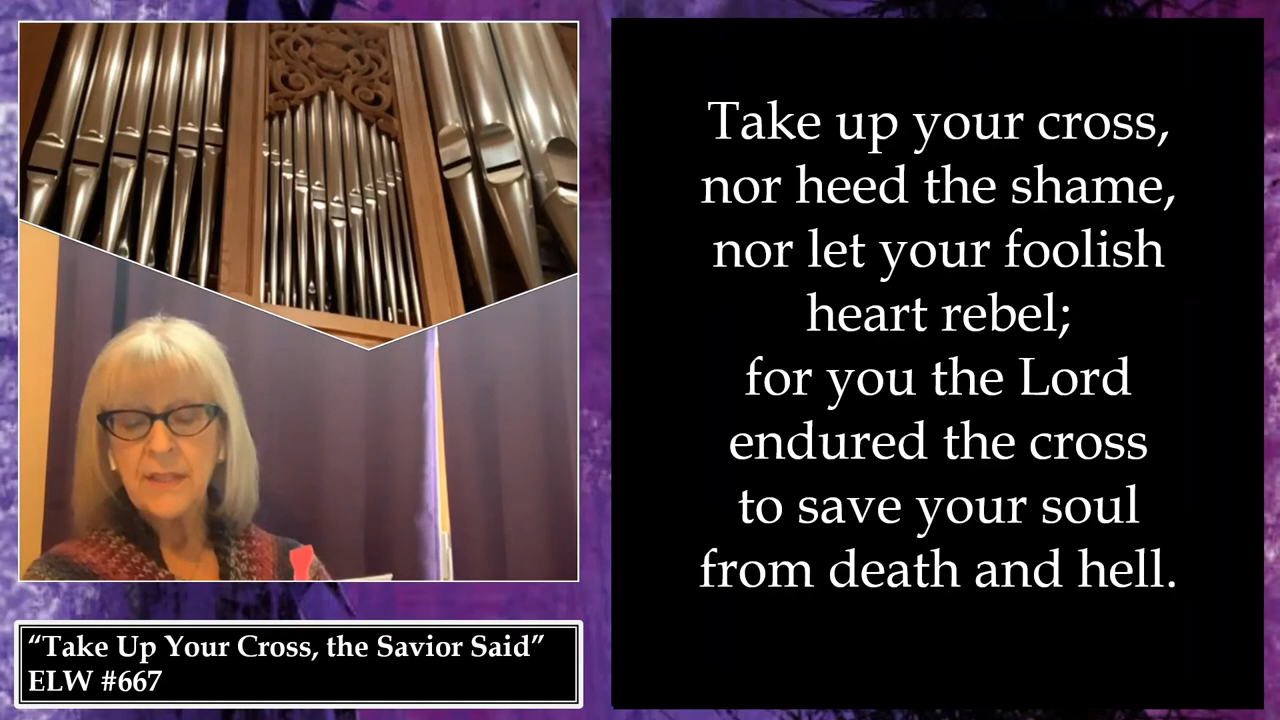 Take up your cross,
nor heed the shame,
nor let your foolish
heart rebel;
for you the Lord
endured the cross
to save your soul
from death and hell.
“Take Up Your Cross, the Savior Said”
ELW #667